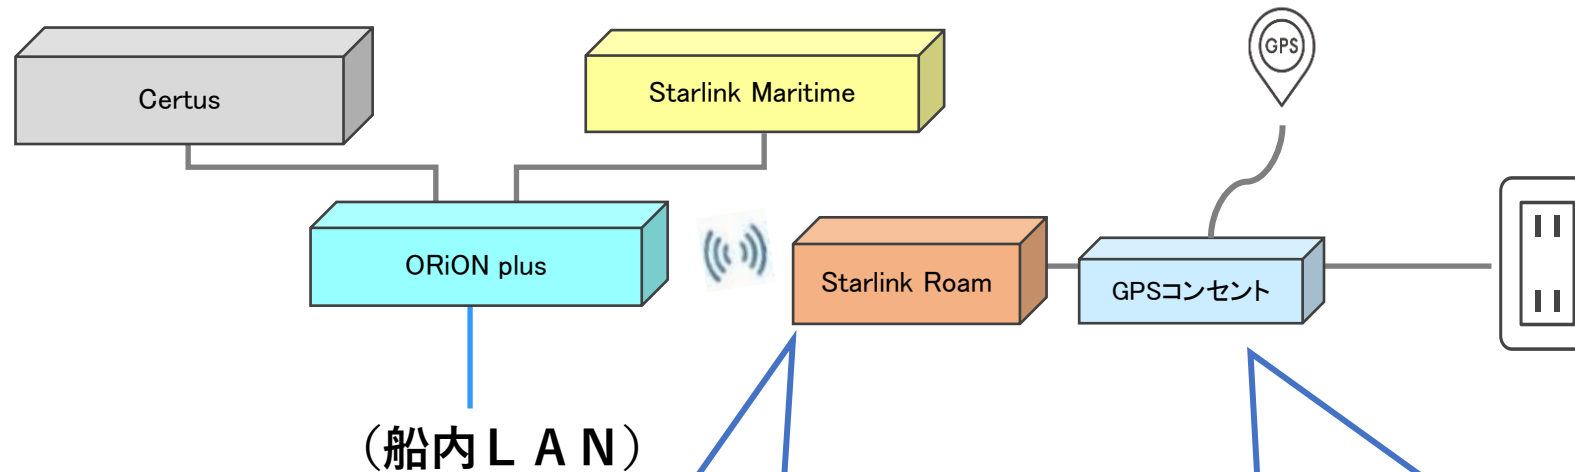 Certus
Starlink Maritime
GPS
ORiON plus
Starlink Roam
GPSコンセント
（船内ＬＡＮ）